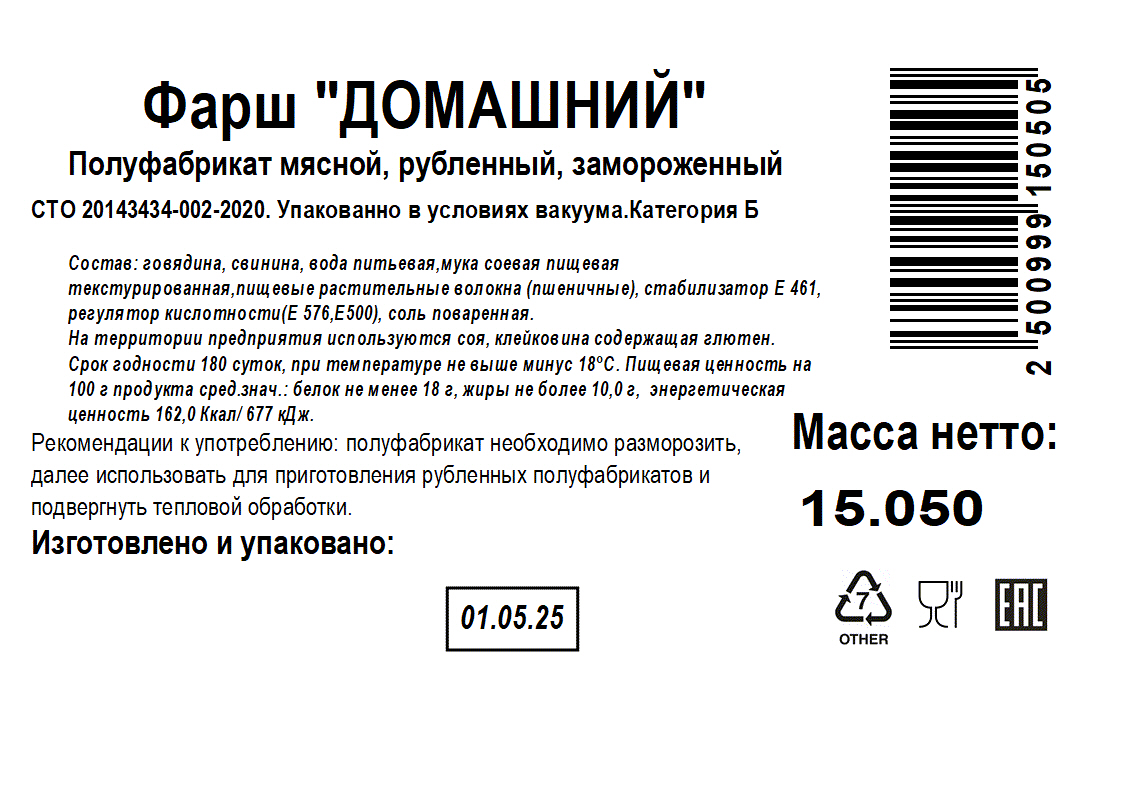 Фарш "ДОМАШНИЙ"
Полуфабрикат мясной, рубленный, замороженный
СТО 20143434-002-2020. Упакованно в условиях вакуума.Категория Б
Состав: говядина, свинина, вода питьевая,мука соевая пищевая
текстурированная,пищевые растительные волокна (пшеничные), стабилизатор Е 461,
регулятор кислотности(Е 576,Е500), соль поваренная.
На территории предприятия используются соя, клейковина содержащая глютен.
Срок годности 180 суток, при температуре не выше минус 18°С. Пищевая ценность на
100 г продукта сред.знач.: белок не менее 18 г, жиры не более 10,0 г, энергетическая
ценность 162,0 Ккал/ 677 кДж.
Рекомендации к употреблению: полуфабрикат необходимо разморозить,
далее использовать для приготовления рубленных полуфабрикатов и
подвергнуть тепловой обработки.
Изготовлено и упаковано:
01.05.25
2 500999 150505
Масса нетто:
15.050
7
OTHER
EAC